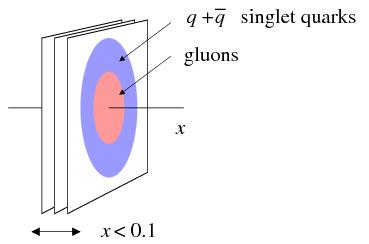 q + q̅ singlet quarks
gluons
x
x < 0.1